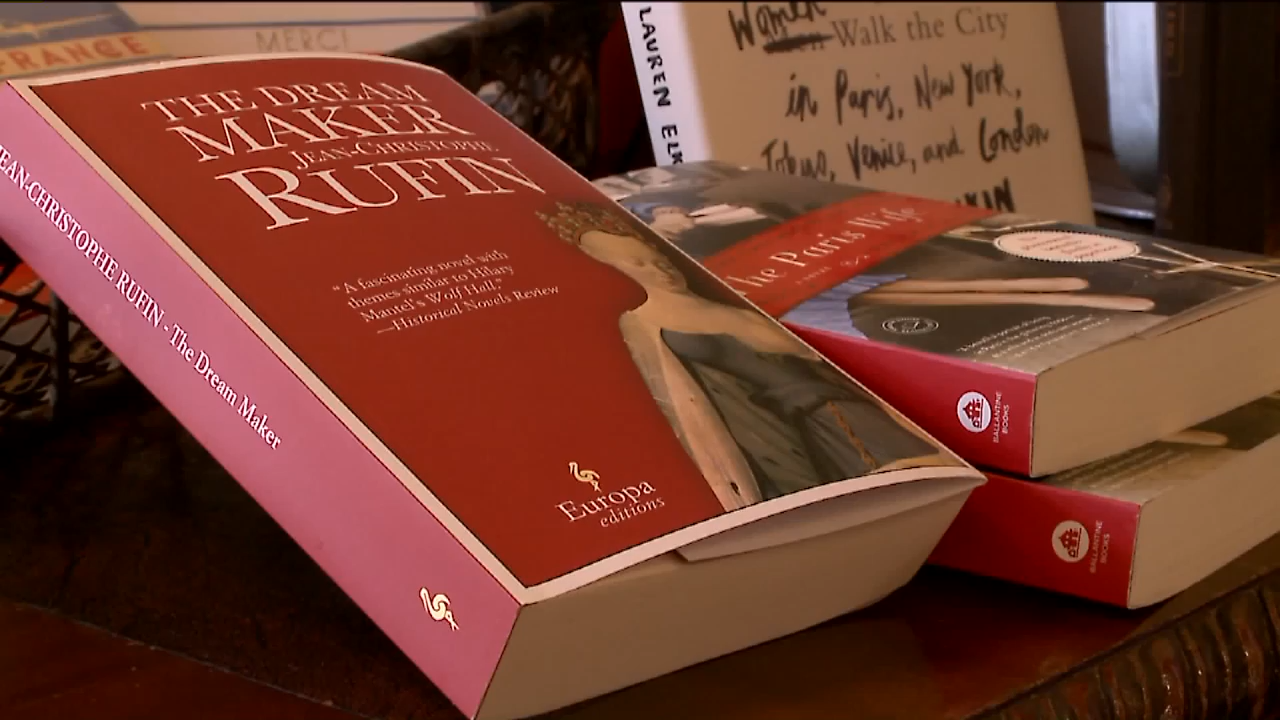 FRANCE
MERCI
THE DREAM
MAKER
JEAN-CHRISTOPHE
RUFIN
“A fascinating novel with
themes similar to Hilary
Mantel's Wolf Hall.”
—Historical Novels Review
Europa
editions
JEAN-CHRISTOPHE RUFIN - The Dream Maker
LAUREN ELK
Women
Walk the City
in Paris, New York,
Tokyo, Venice, and London
KIN
The Paris Wife
BALLANTINE
BOOKS
BALLANTINE
BOOKS